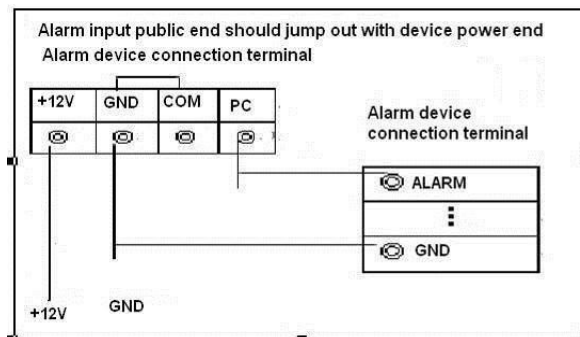 Alarm input public end should jump out with device power end
Alarm device connection terminal
+12V GND COM PC
Alarm device
connection terminal
ALARM
GND
+12V GND